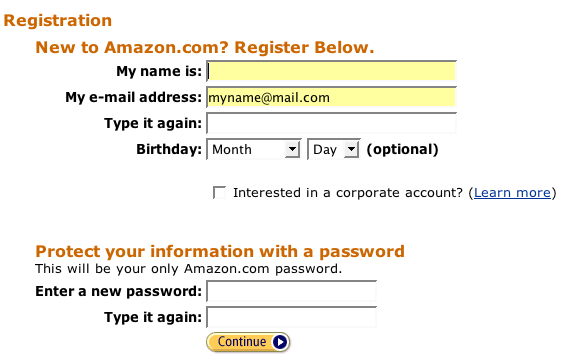 Registration
New to Amazon.com? Register Below.
My name is:
My e-mail address: myname@mail.com
Type it again:
Birthday: Month Day (optional)
Interested in a corporate account? (Learn more)
Protect your information with a password
This will be your only Amazon.com password.
Enter a new password:
Type it again:
Continue